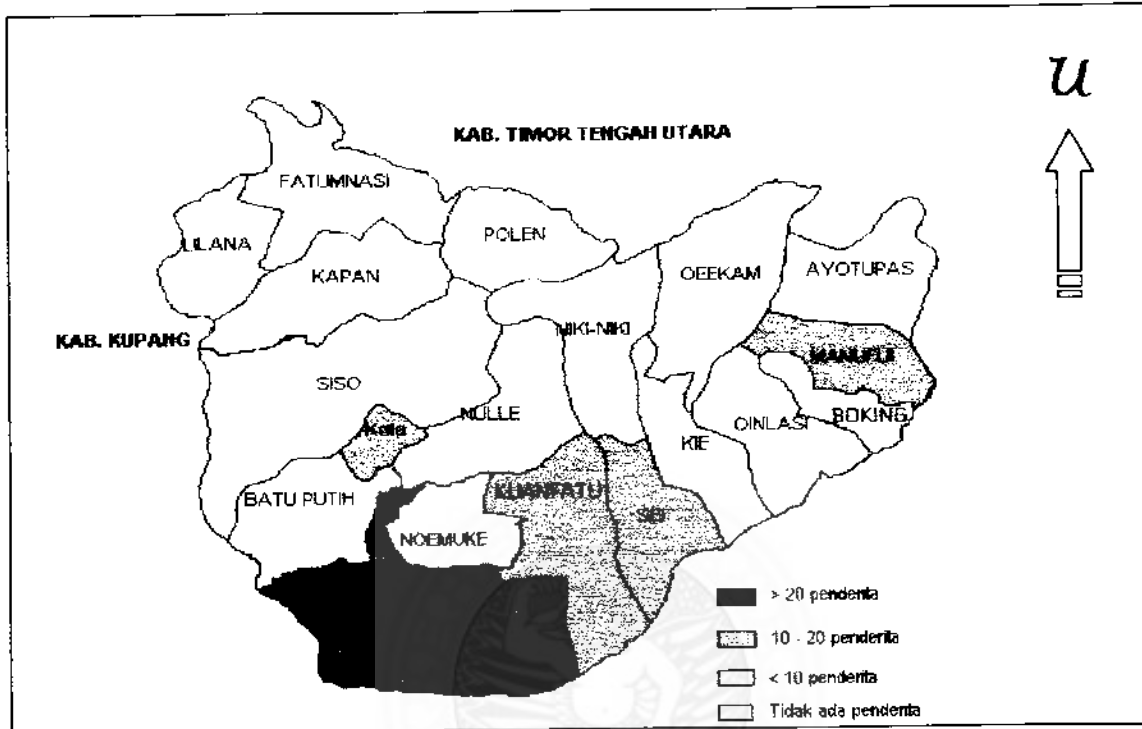 U
KAB. TIMOR TENGAH UTARA
FATUMNASI
LILANA
POLEN
KAPAN
OEEKAM
AYOTUPAS
KAB. KUPANG
NIKI-NIKI
SISO
NULLE
Kota
KIE
OINLASI
BOKING
BATU PUTIH
KUANFATU
NOEMUKE
> 20 penderita
10 - 20 penderita
< 10 penderita
Tidak ada penderita